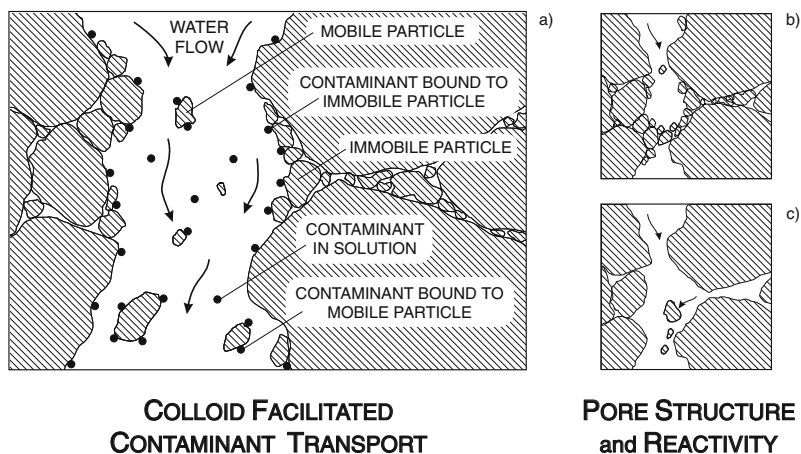 WATER
FLOW
MOBILE PARTICLE
CONTAMINANT BOUND TO
IMMOBILE PARTICLE
IMMOBILE PARTICLE
CONTAMINANT
IN SOLUTION
CONTAMINANT BOUND TO
MOBILE PARTICLE
a)
b)
c)
COLLOID FACILITATED
CONTAMINANT TRANSPORT
PORE STRUCTURE
and REACTIVITY